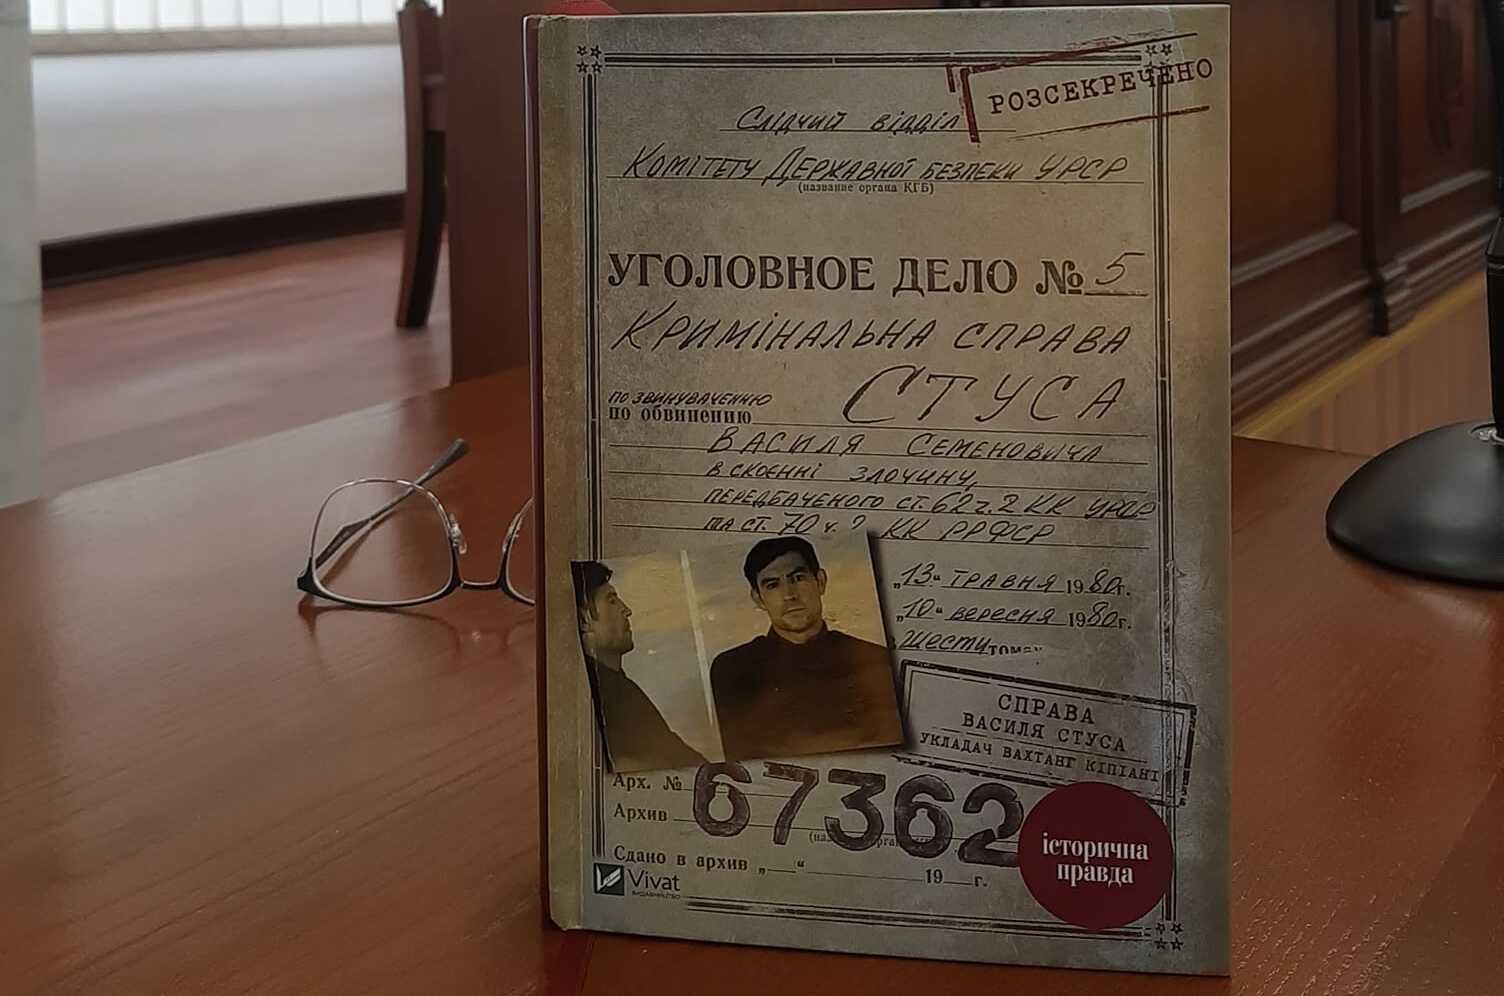 РОЗСЕКРЕЧЕНО
Слідчий відділ
Комітету Державної безпеки УРСР
(название органа КГБ)
УГОЛОВНОЕ ДЕЛО № 5
Кримінальна справа
по звинуваченню
по обвинению Стуса
Василя Семеновича
в скоєнні злочину,
передбаченого ст. 62 ч. 2 КК УРСР
та ст. 70 ч. 2 КК РРФСР
„13“ травня 1980г.
„10“ вересня 1980г.
шести томах
СПРАВА
ВАСИЛЯ СТУСА
УКЛАДАЧ ВАХТАНГ КІПІАНІ
Арх. № 67362
Архив
Сдано в архив „ “ 19 г.
історична
правда
Vivat
ВИДАВНИЦТВО